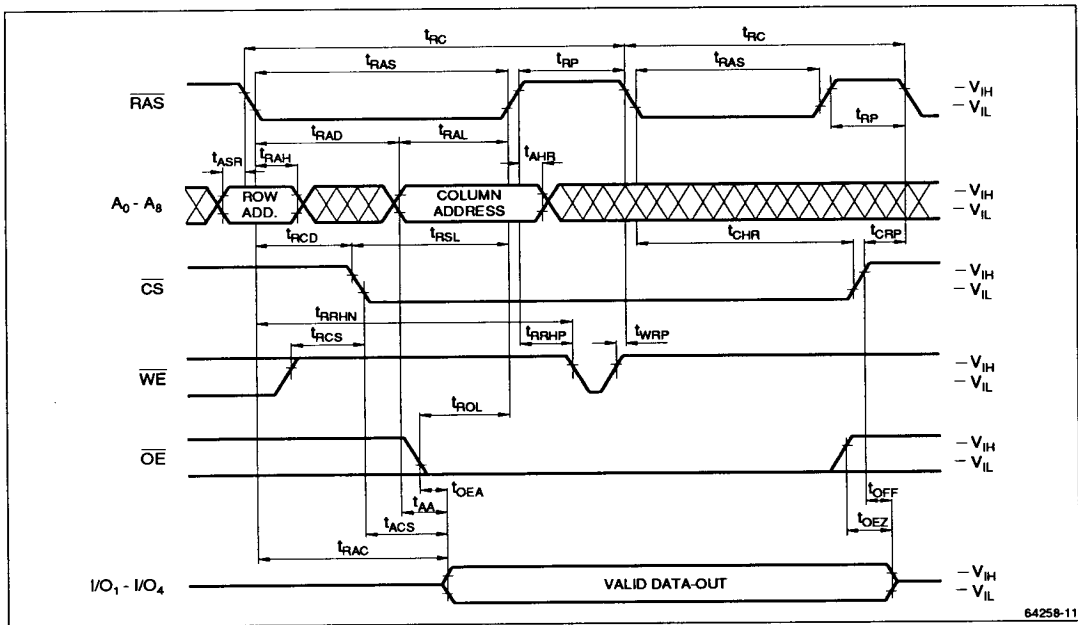 tRC tRC
tRAS tRP tRAS
RAS – VIH
– VIL
tRP
tRAD tRAL
tASR tRAH tAHR
A0 - A8 ROW ADD. COLUMN ADDRESS – VIH
– VIL
tRCD tRSL tCHR tCRP
CS – VIH
– VIL
tRRHN
tRCS tRRHP tWRP
WE – VIH
– VIL
tROL
OE – VIH
– VIL
tOEA tOFF
tAA tOEZ
tACS
tRAC
I/O1 - I/O4 VALID DATA-OUT – VIH
– VIL
64258-11